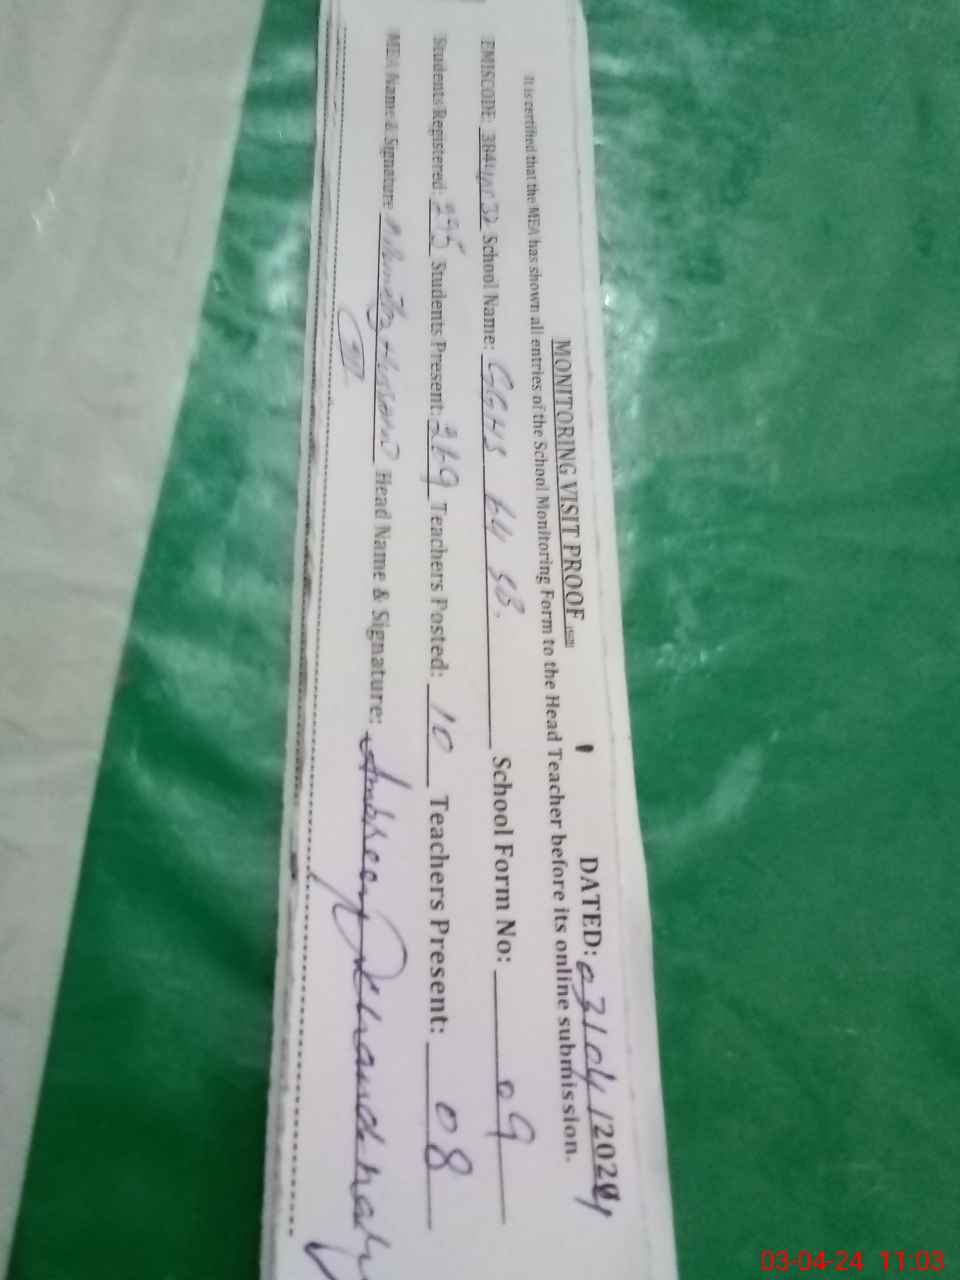 MONITORING VISIT PROOF DATED: 03/04/2024
It is certified that the MEA has shown all entries of the School Monitoring Form to the Head Teacher before its online submission.
EMISCODE: School Name: GGHS 64 SB. School Form No: 09
Students Registered 295 Students Present: 269 Teachers Posted: 10 Teachers Present: 08
MEA Name & Signature Head Name & Signature: Ambreen
03-04-24 11:03